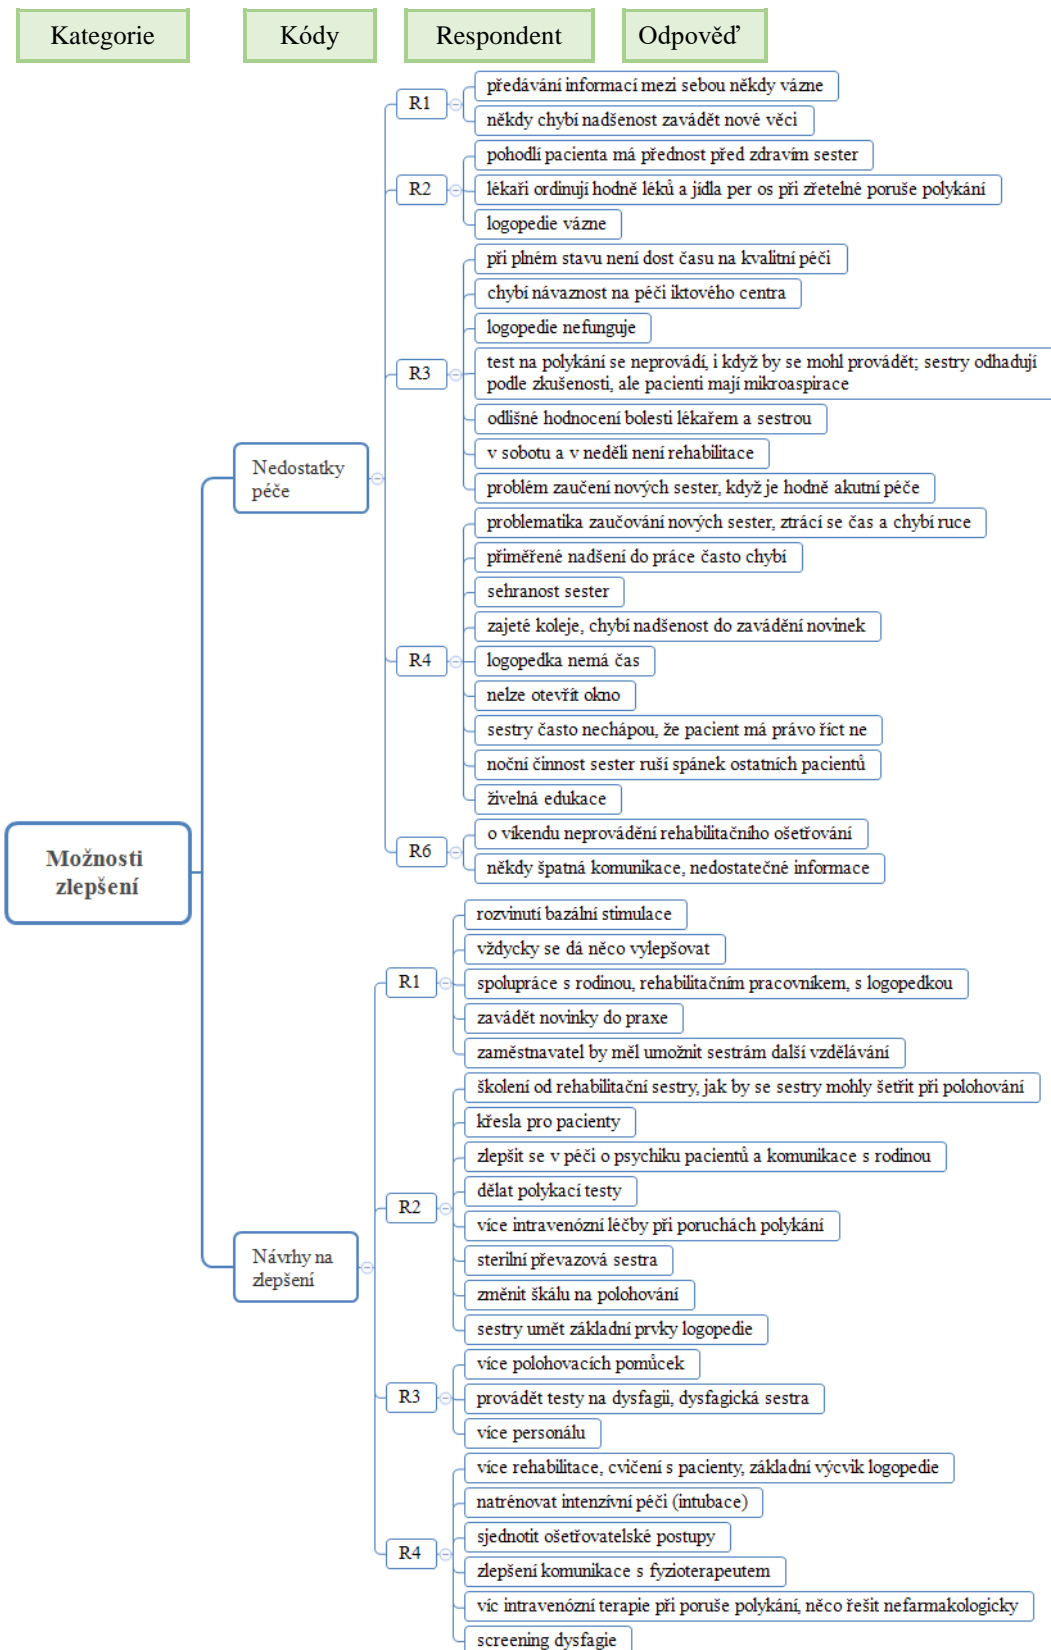 Kategorie
Kódy
Respondent
Odpověď
R1
předávání informací mezi sebou někdy vázne
někdy chybí nadšenost zavádět nové věci
R2
pohodlí pacienta má přednost před zdravím sester
lékaři ordinují hodně léků a jídla per os při zřetelné poruše polykání
logopedie vázne
R3
při plném stavu není dost času na kvalitní péči
chybí návaznost na péči iktového centra
logopedie nefunguje
test na polykání se neprovádí, i když by se mohl provádět; sestry odhadují
podle zkušenosti, ale pacienti mají mikroaspirace
odlišné hodnocení bolesti lékařem a sestrou
v sobotu a v neděli není rehabilitace
problém zaučení nových sester, když je hodně akutní péče
Nedostatky
péče
R4
problematika zaučování nových sester, ztrácí se čas a chybí ruce
přiměřené nadšení do práce často chybí
sehranost sester
zajeté koleje, chybí nadšenost do zavádění novinek
logopedka nemá čas
nelze otevřít okno
sestry často nechápou, že pacient má právo říct ne
noční činnost sester ruší spánek ostatních pacientů
živelná edukace
R6
o víkendu neprovádění rehabilitačního ošetřování
někdy špatná komunikace, nedostatečné informace
Možnosti
zlepšení
R1
rozvinutí bazální stimulace
vždycky se dá něco vylepšovat
spolupráce s rodinou, rehabilitačním pracovníkem, s logopedkou
zavádět novinky do praxe
zaměstnavatel by měl umožnit sestrám další vzdělávání
R2
školení od rehabilitační sestry, jak by se sestry mohly šetřit při polohování
křesla pro pacienty
zlepšit se v péči o psychiku pacientů a komunikace s rodinou
dělat polykací testy
více intravenózní léčby při poruchách polykání
sterilní převazová sestra
změnit škálu na polohování
sestry umět základní prvky logopedie
Návrhy na
zlepšení
R3
více polohovacích pomůcek
provádět testy na dysfagii, dysfagická sestra
více personálu
R4
více rehabilitace, cvičení s pacienty, základní výcvik logopedie
natrénovat intenzívní péči (intubace)
sjednotit ošetřovatelské postupy
zlepšení komunikace s fyzioterapeutem
víc intravenózní terapie při poruše polykání, něco řešit nefarmakologicky
screening dysfagie